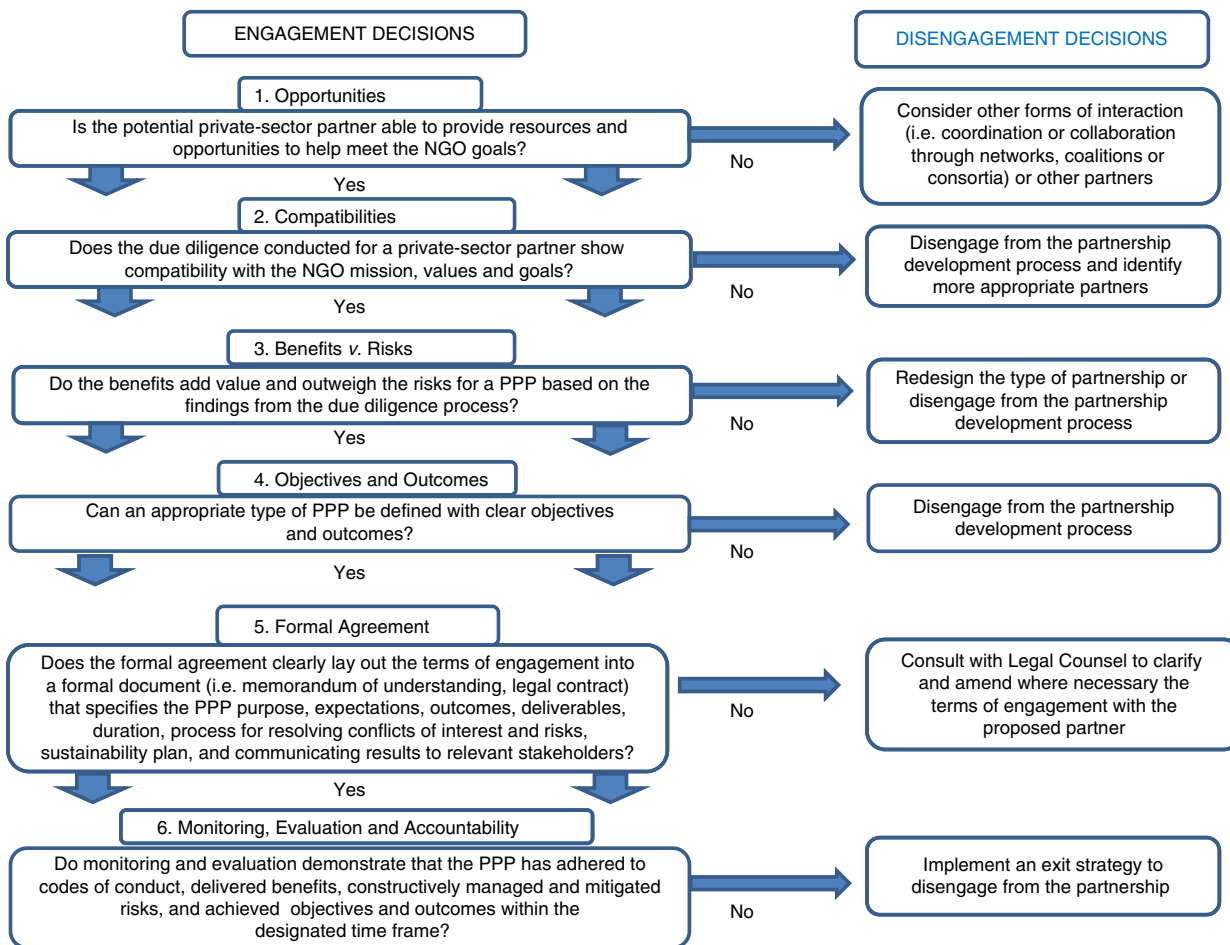 ENGAGEMENT DECISIONS
DISENGAGEMENT DECISIONS
1. Opportunities
Is the potential private-sector partner able to provide resources and
opportunities to help meet the NGO goals?
No
Yes
Consider other forms of interaction
(i.e. coordination or collaboration
through networks, coalitions or
consortia) or other partners
2. Compatibilities
Does the due diligence conducted for a private-sector partner show
compatibility with the NGO mission, values and goals?
No
Yes
Disengage from the partnership
development process and identify
more appropriate partners
3. Benefits v. Risks
Do the benefits add value and outweigh the risks for a PPP based on the
findings from the due diligence process?
No
Yes
Redesign the type of partnership or
disengage from the partnership
development process
4. Objectives and Outcomes
Can an appropriate type of PPP be defined with clear objectives
and outcomes?
No
Yes
Disengage from the partnership
development process
5. Formal Agreement
Does the formal agreement clearly lay out the terms of engagement into
a formal document (i.e. memorandum of understanding, legal contract)
that specifies the PPP purpose, expectations, outcomes, deliverables,
duration, process for resolving conflicts of interest and risks,
sustainability plan, and communicating results to relevant stakeholders?
No
Yes
Consult with Legal Counsel to clarify
and amend where necessary the
terms of engagement with the
proposed partner
6. Monitoring, Evaluation and Accountability
Do monitoring and evaluation demonstrate that the PPP has adhered to
codes of conduct, delivered benefits, constructively managed and mitigated
risks, and achieved objectives and outcomes within the
designated time frame?
No
Implement an exit strategy to
disengage from the partnership